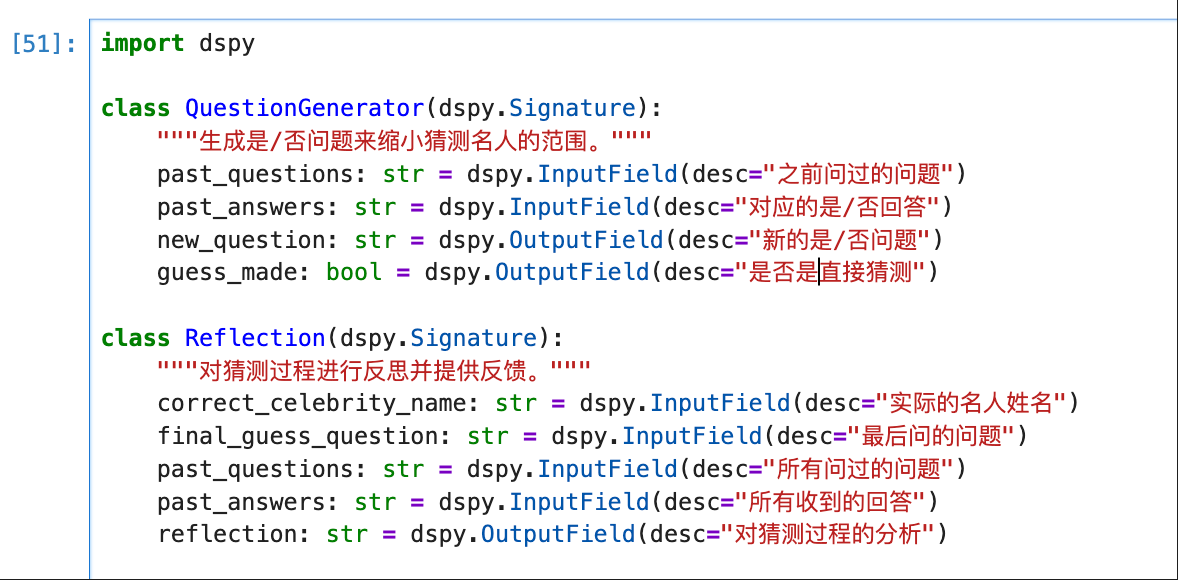 [51]:
import dspy
class QuestionGenerator(dspy.Signature):
"""生成是/否问题来缩小猜测名人的范围。"""
past_questions: str = dspy.InputField(desc="之前问过的问题")
past_answers: str = dspy.InputField(desc="对应的是/否回答")
new_question: str = dspy.OutputField(desc="新的是/否问题")
guess_made: bool = dspy.OutputField(desc="是否是直接猜测")
class Reflection(dspy.Signature):
"""对猜测过程进行反思并提供反馈。"""
correct_celebrity_name: str = dspy.InputField(desc="实际的名人姓名")
final_guess_question: str = dspy.InputField(desc="最后问的问题")
past_questions: str = dspy.InputField(desc="所有问过的问题")
past_answers: str = dspy.InputField(desc="所有收到的回答")
reflection: str = dspy.OutputField(desc="对猜测过程的分析")